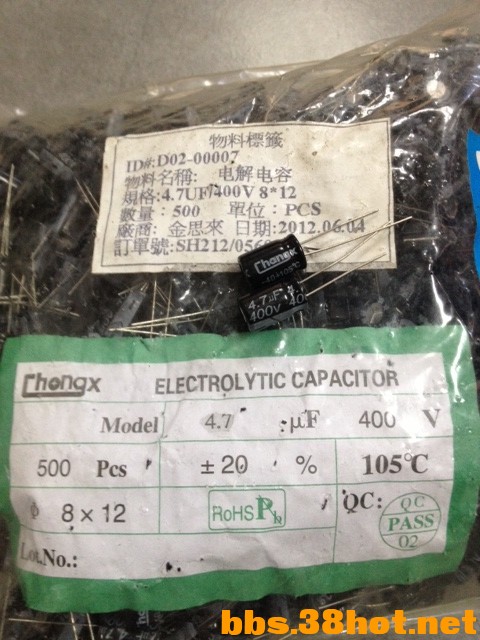 物料標籤
ID#:D02-00007
物料名稱: 电解电容
規格:4.7UF/400V 8*12
數量: 500 單位: PCS
廠商: 金思來 日期:2012.06.04
訂單號:SH212/056
Chongx
-40+105℃
4.7μF
400V 40
Chongx ELECTROLYTIC CAPACITOR
Model 4.7 μF 400 V
500 Pcs ±20 % 105℃
Φ 8×12 RoHS QC: QC PASS 02
Lot.No.:
bbs.38hot.net